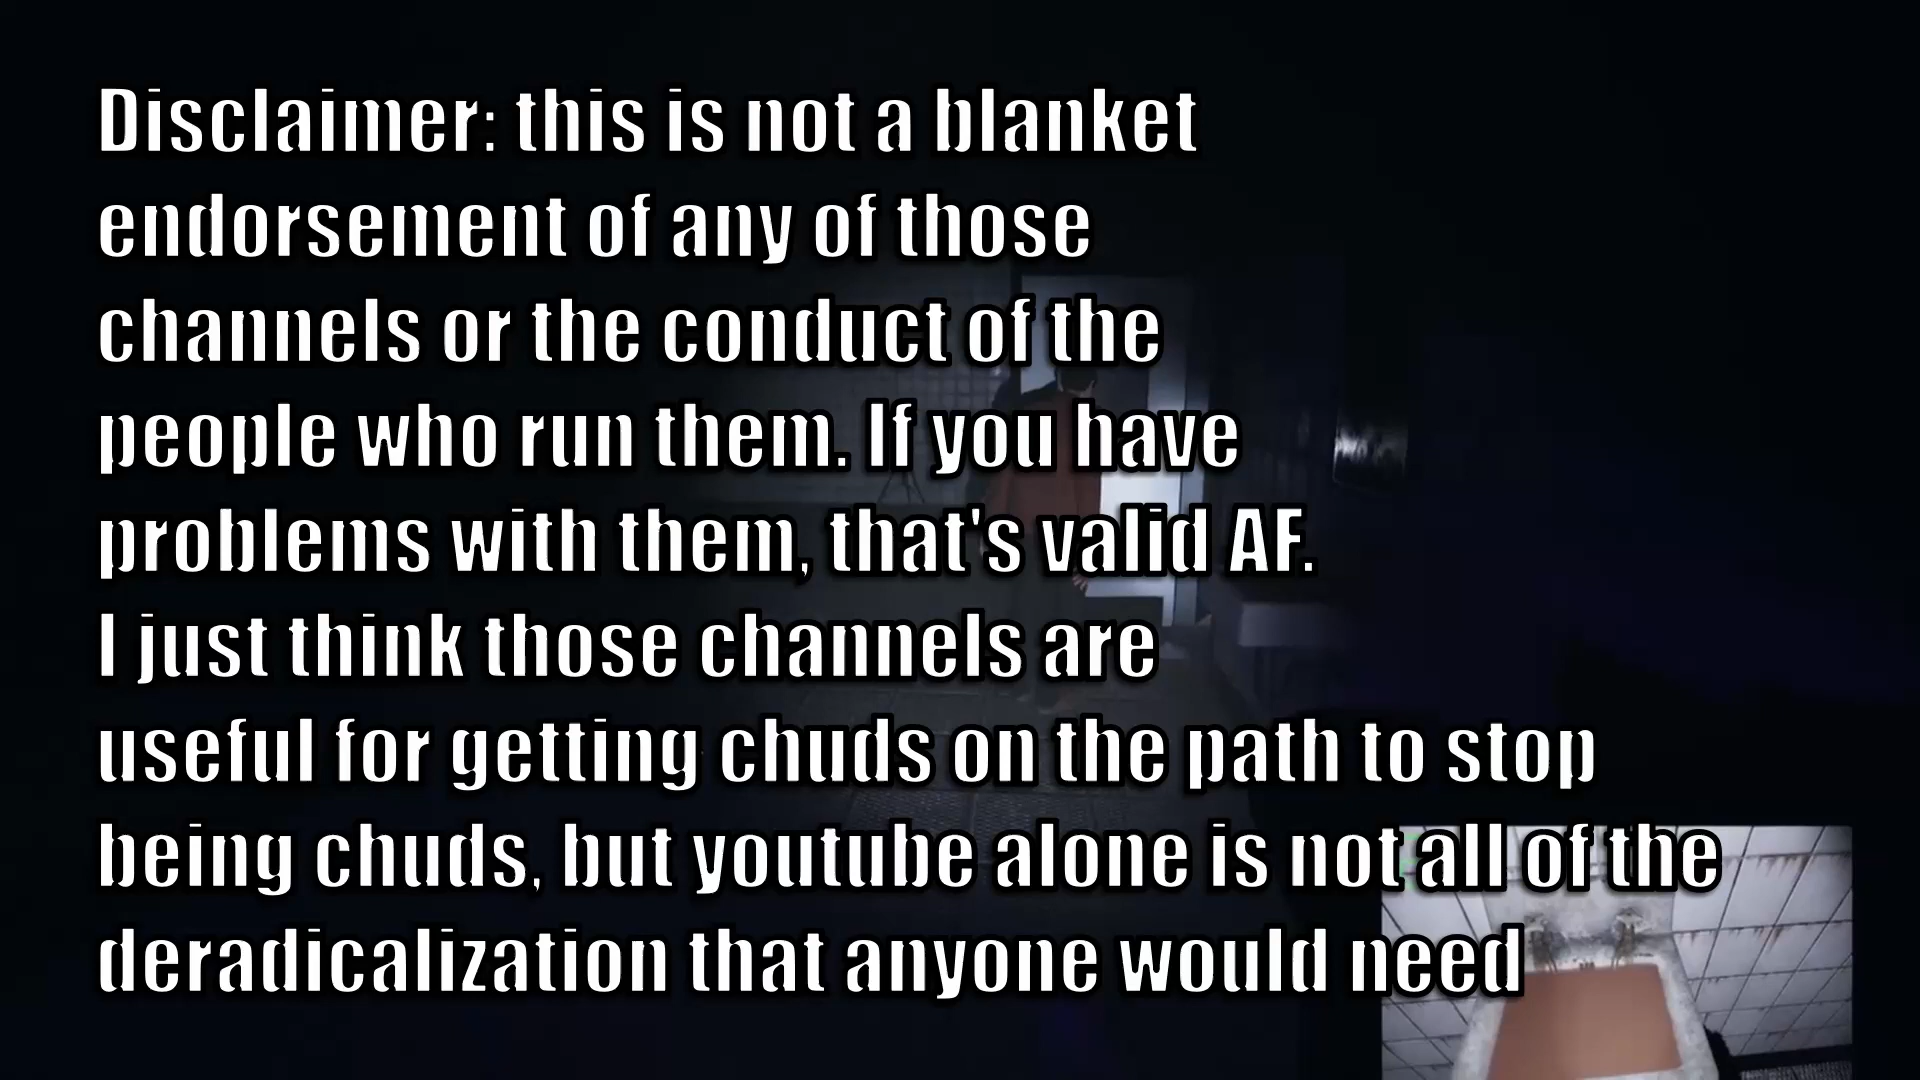 Disclaimer: this is not a blanket
endorsement of any of those
channels or the conduct of the
people who run them. If you have
problems with them, that's valid AF.
I just think those channels are
useful for getting chuds on the path to stop
being chuds, but youtube alone is not all of the
deradicalization that anyone would need